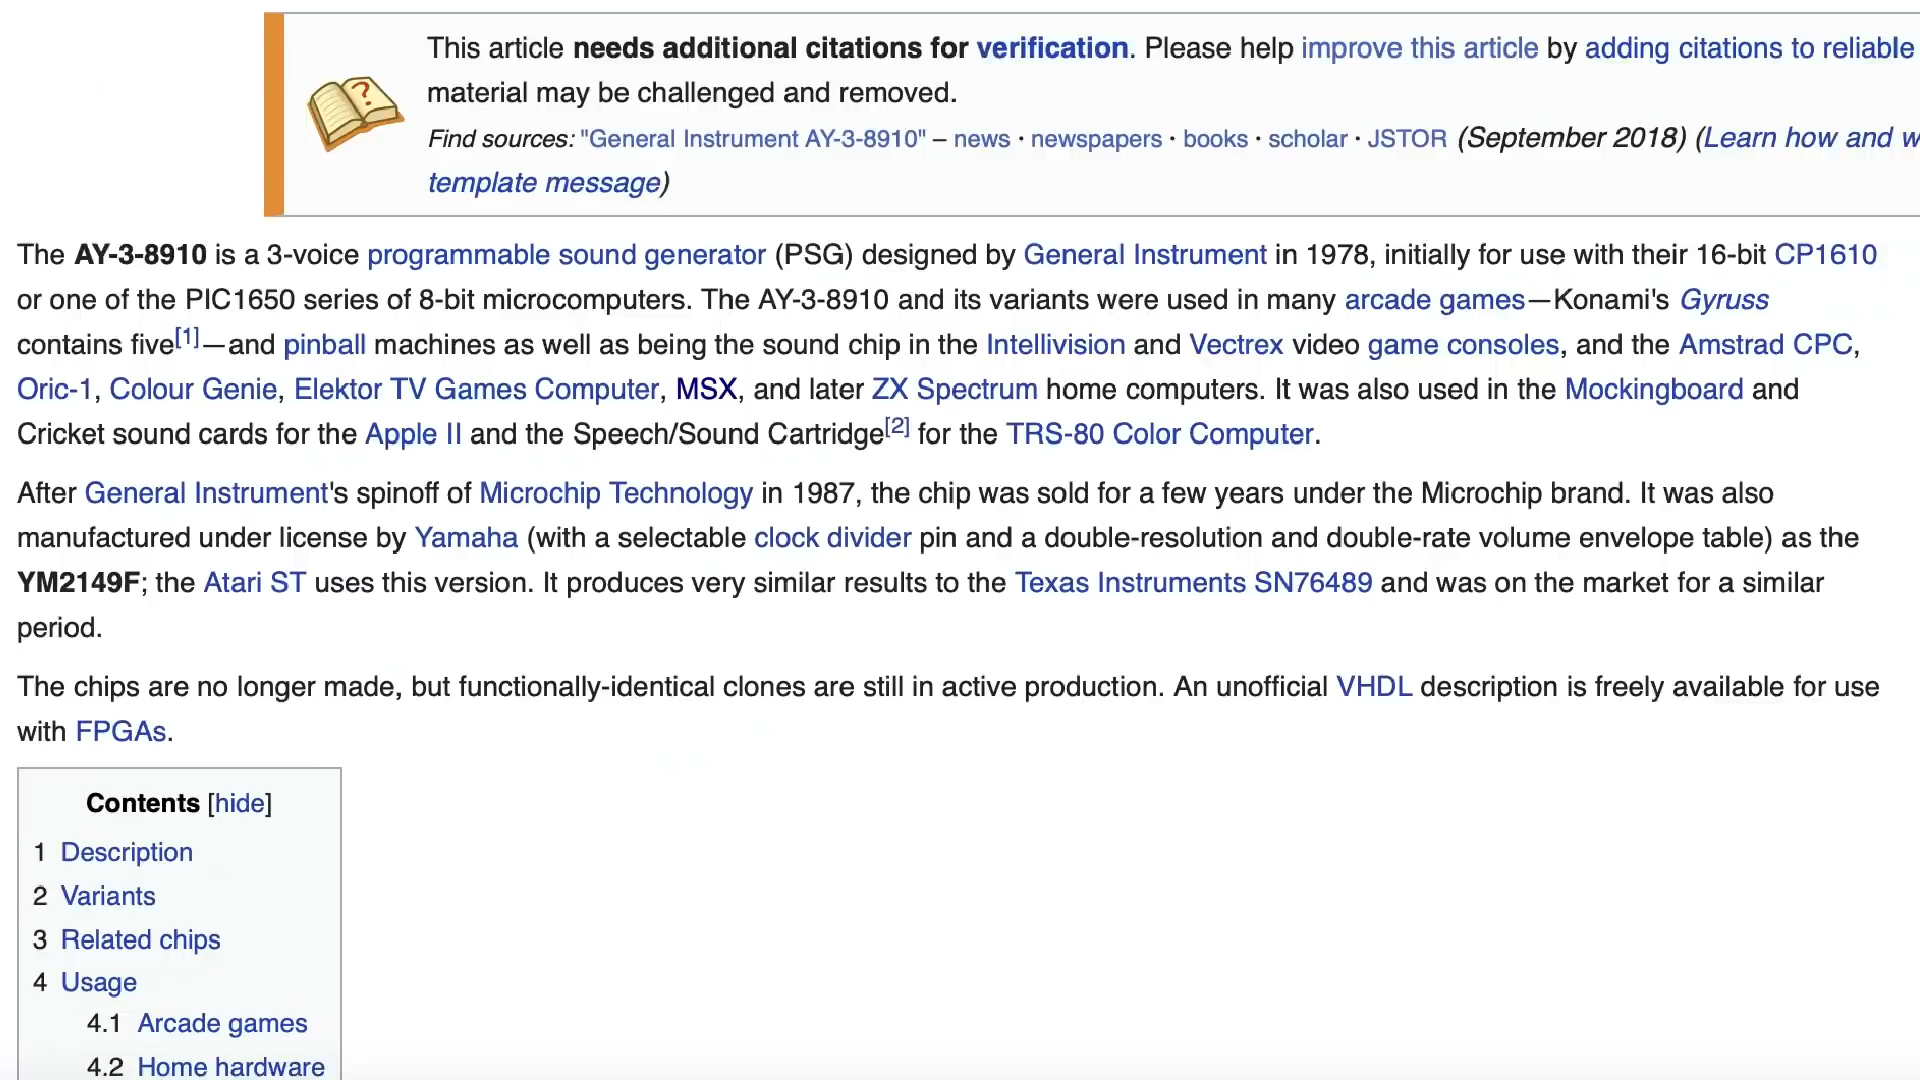 This article needs additional citations for verification. Please help improve this article by adding citations to reliable
material may be challenged and removed.
Find sources: "General Instrument AY-3-8910" – news · newspapers · books · scholar · JSTOR (September 2018) (Learn how and w
template message)
The AY-3-8910 is a 3-voice programmable sound generator (PSG) designed by General Instrument in 1978, initially for use with their 16-bit CP1610
or one of the PIC1650 series of 8-bit microcomputers. The AY-3-8910 and its variants were used in many arcade games—Konami's Gyruss
contains five[1]—and pinball machines as well as being the sound chip in the Intellivision and Vectrex video game consoles, and the Amstrad CPC,
Oric-1, Colour Genie, Elektor TV Games Computer, MSX, and later ZX Spectrum home computers. It was also used in the Mockingboard and
Cricket sound cards for the Apple II and the Speech/Sound Cartridge[2] for the TRS-80 Color Computer.
After General Instrument's spinoff of Microchip Technology in 1987, the chip was sold for a few years under the Microchip brand. It was also
manufactured under license by Yamaha (with a selectable clock divider pin and a double-resolution and double-rate volume envelope table) as the
YM2149F; the Atari ST uses this version. It produces very similar results to the Texas Instruments SN76489 and was on the market for a similar
period.
The chips are no longer made, but functionally-identical clones are still in active production. An unofficial VHDL description is freely available for use
with FPGAs.
Contents [hide]
1 Description
2 Variants
3 Related chips
4 Usage
4.1 Arcade games
4.2 Home hardware